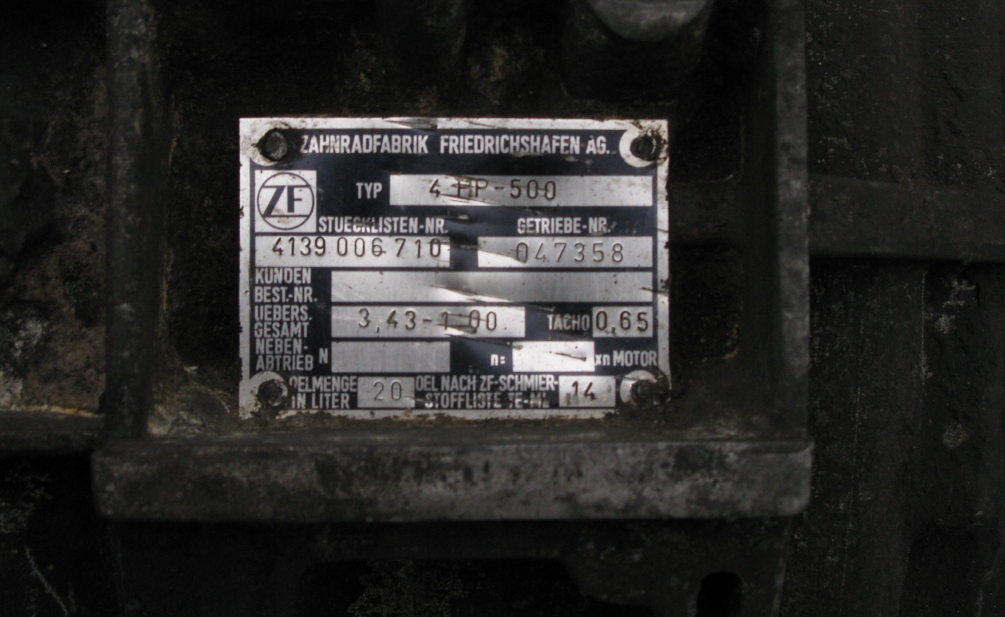 ZAHNRADFABRIK FRIEDRICHSHAFEN AG.
ZF
TYP 4 HP-500
STUECKLISTEN-NR. GETRIEBE-NR.
4139 006 710 047358
KUNDEN
BEST.-NR.
UEBERS.
GESAMT 3,43-1,00 TACHO 0,65
NEBEN-
ABTRIEB N n= xn MOTOR
OELMENGE 20 OEL NACH ZF-SCHMIER- 14
IN LITER STOFFLISTE TE-ML